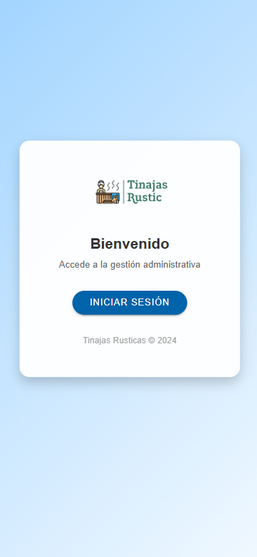 Tinajas
Rustic
Bienvenido
Accede a la gestión administrativa
INICIAR SESIÓN
Tinajas Rusticas © 2024